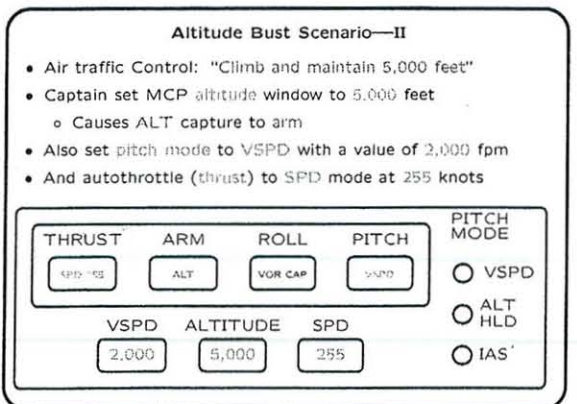 Altitude Bust Scenario—II
• Air traffic Control: "Climb and maintain 5,000 feet"
• Captain set MCP altitude window to 5,000 feet
o Causes ALT capture to arm
• Also set pitch mode to VSPD with a value of 2,000 fpm
• And autothrottle (thrust) to SPD mode at 255 knots
THRUST ARM ROLL PITCH
SPD 255 ALT VOR CAP VSPD
VSPD ALTITUDE SPD
2,000 5,000 255
PITCH
MODE
VSPD
ALT
HLD
IAS